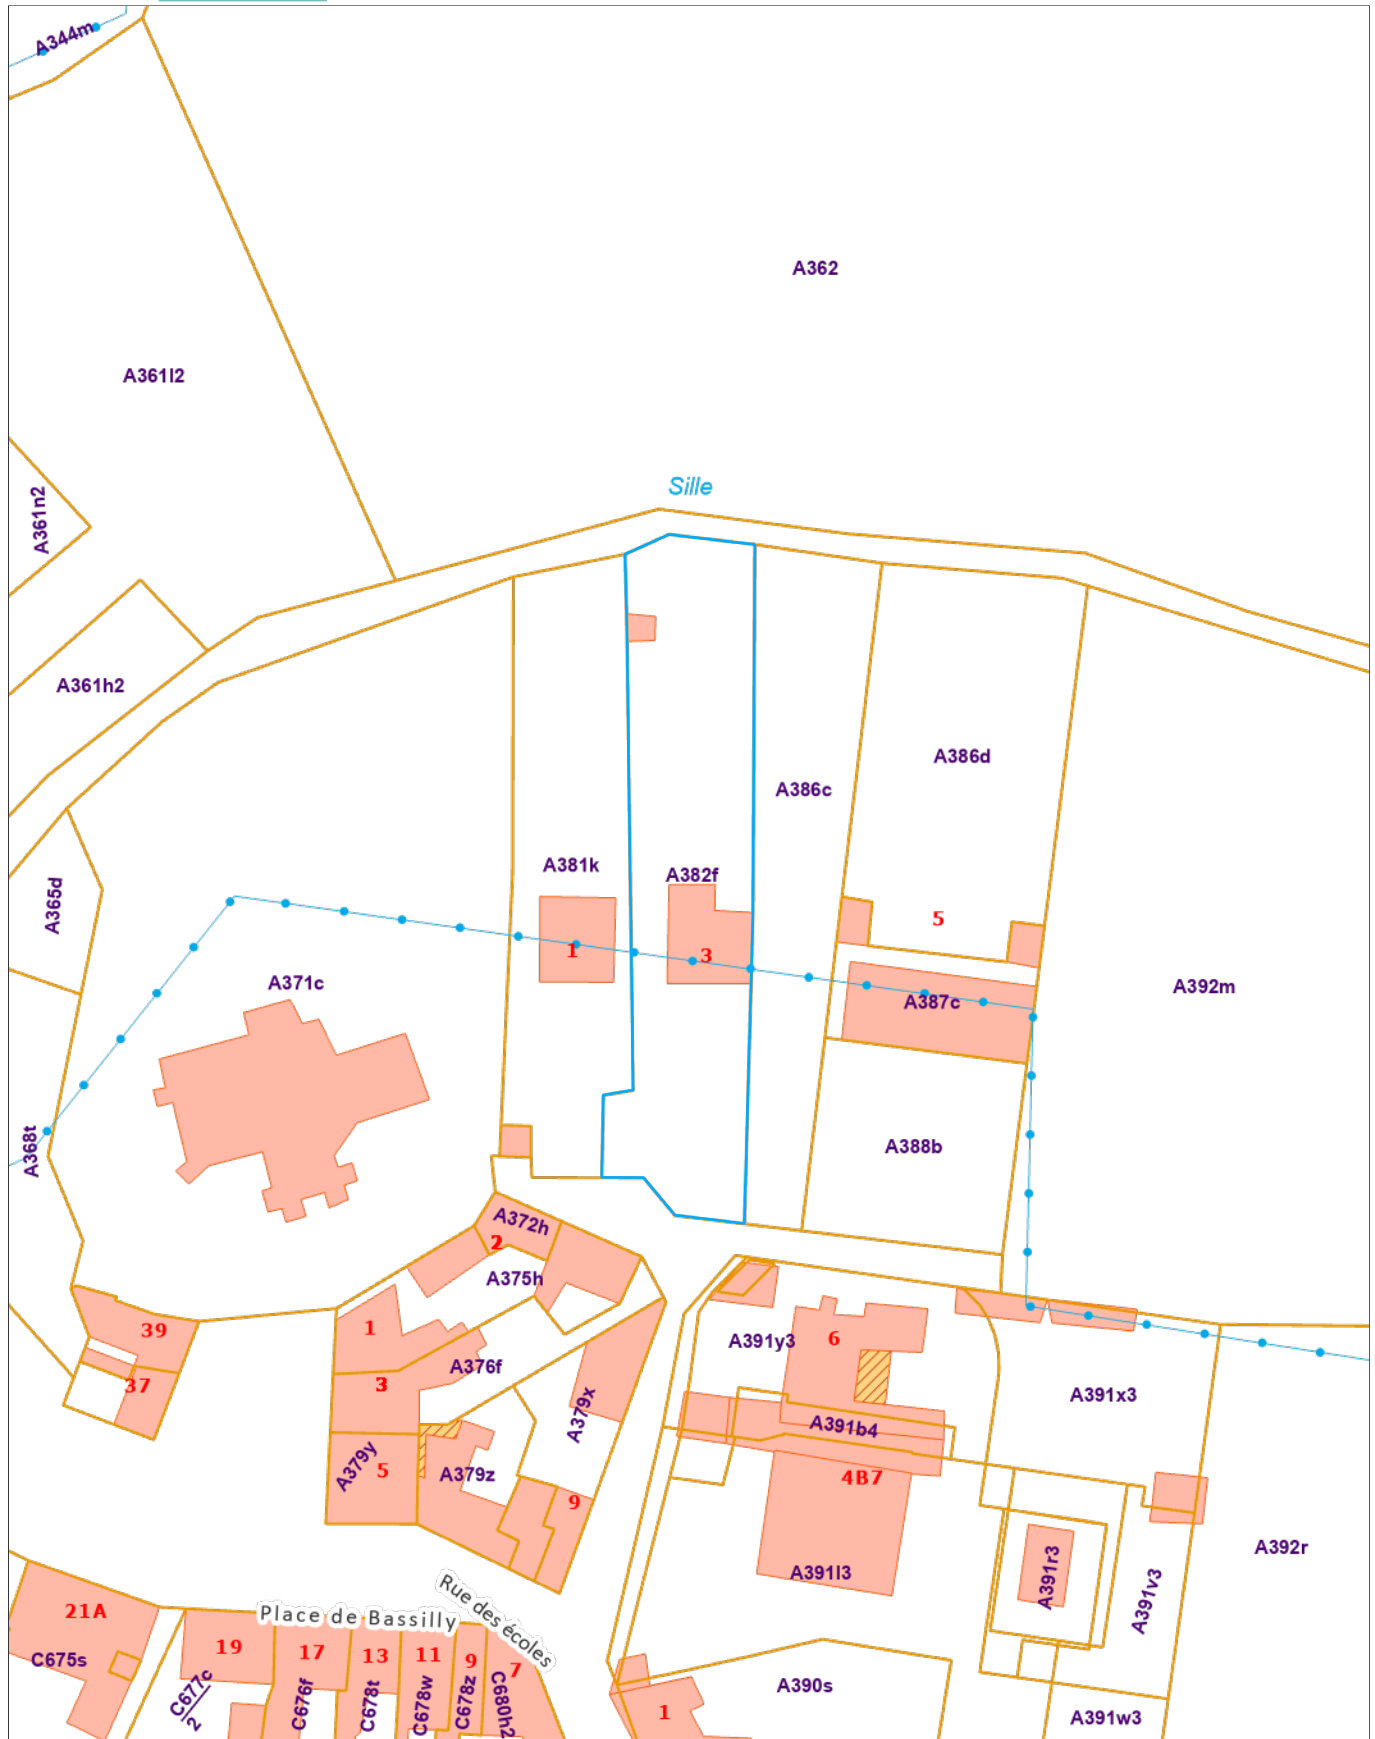 A344m
A362
A361l2
Sille
A361n2
A361h2
A386d
A386c
A381k
A382f
A365d
5
1
3
A371c
A392m
A387c
A368t
A388b
A372h
2
A375h
39
1
6
A391y3
A376f
37
3
A391x3
A379x
A391b4
A379y
5
A379z
4B7
9
A392r
A391l3
A391r3
A391v3
Rue des écoles
Place de Bassilly
21A
19
17
13
11
9
7
C675s
C677c
2
C676f
C678t
C678w
C678z
C680h2
A390s
1
A391w3